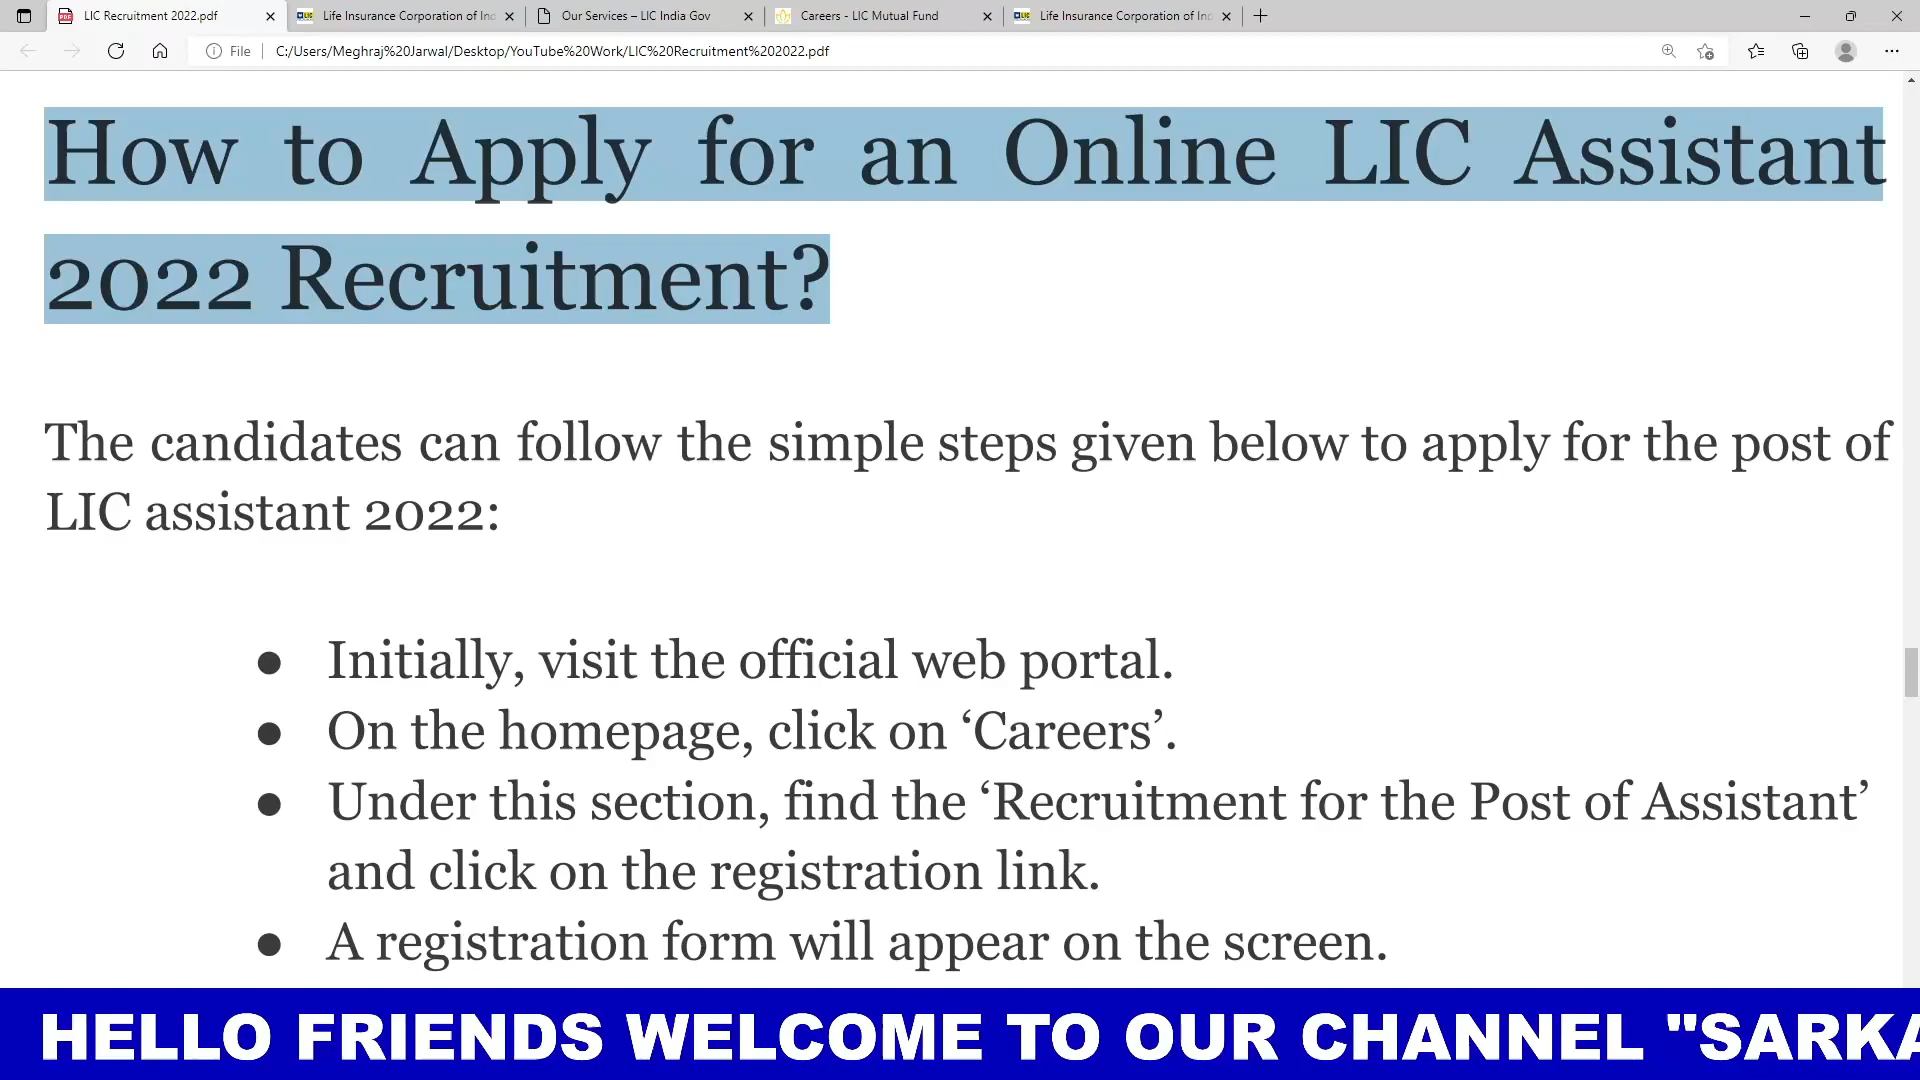 LIC Recruitment 2022.pdf
Life Insurance Corporation of Ind
Our Services – LIC India Gov
Careers - LIC Mutual Fund
Life Insurance Corporation of Ind
File
C:/Users/Meghraj%20Jarwal/Desktop/YouTube%20Work/LIC%20Recruitment%202022.pdf
How to Apply for an Online LIC Assistant
2022 Recruitment?
The candidates can follow the simple steps given below to apply for the post of
LIC assistant 2022:
● Initially, visit the official web portal.
● On the homepage, click on ‘Careers’.
● Under this section, find the ‘Recruitment for the Post of Assistant’
and click on the registration link.
● A registration form will appear on the screen.
HELLO FRIENDS WELCOME TO OUR CHANNEL "SARKA